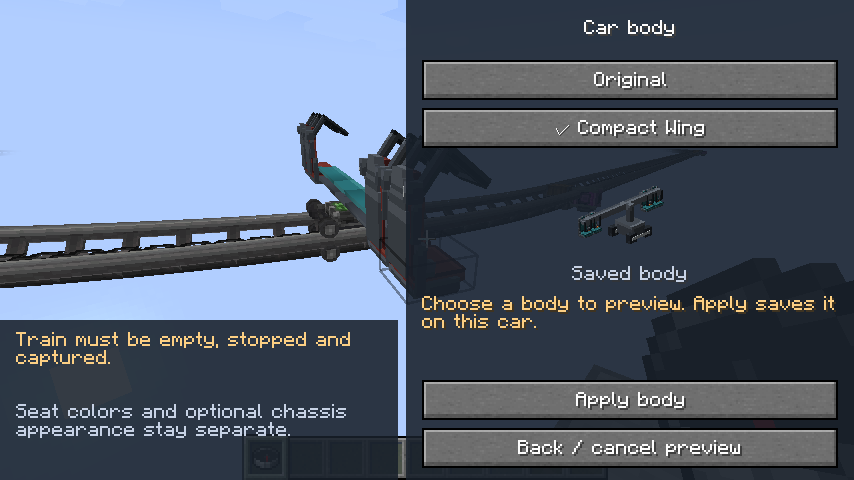 Car body
Original
✓ Compact Wing
Saved body
Choose a body to preview. Apply saves it
on this car.
Train must be empty, stopped and
captured.
Seat colors and optional chassis
appearance stay separate.
Apply body
Back / cancel preview